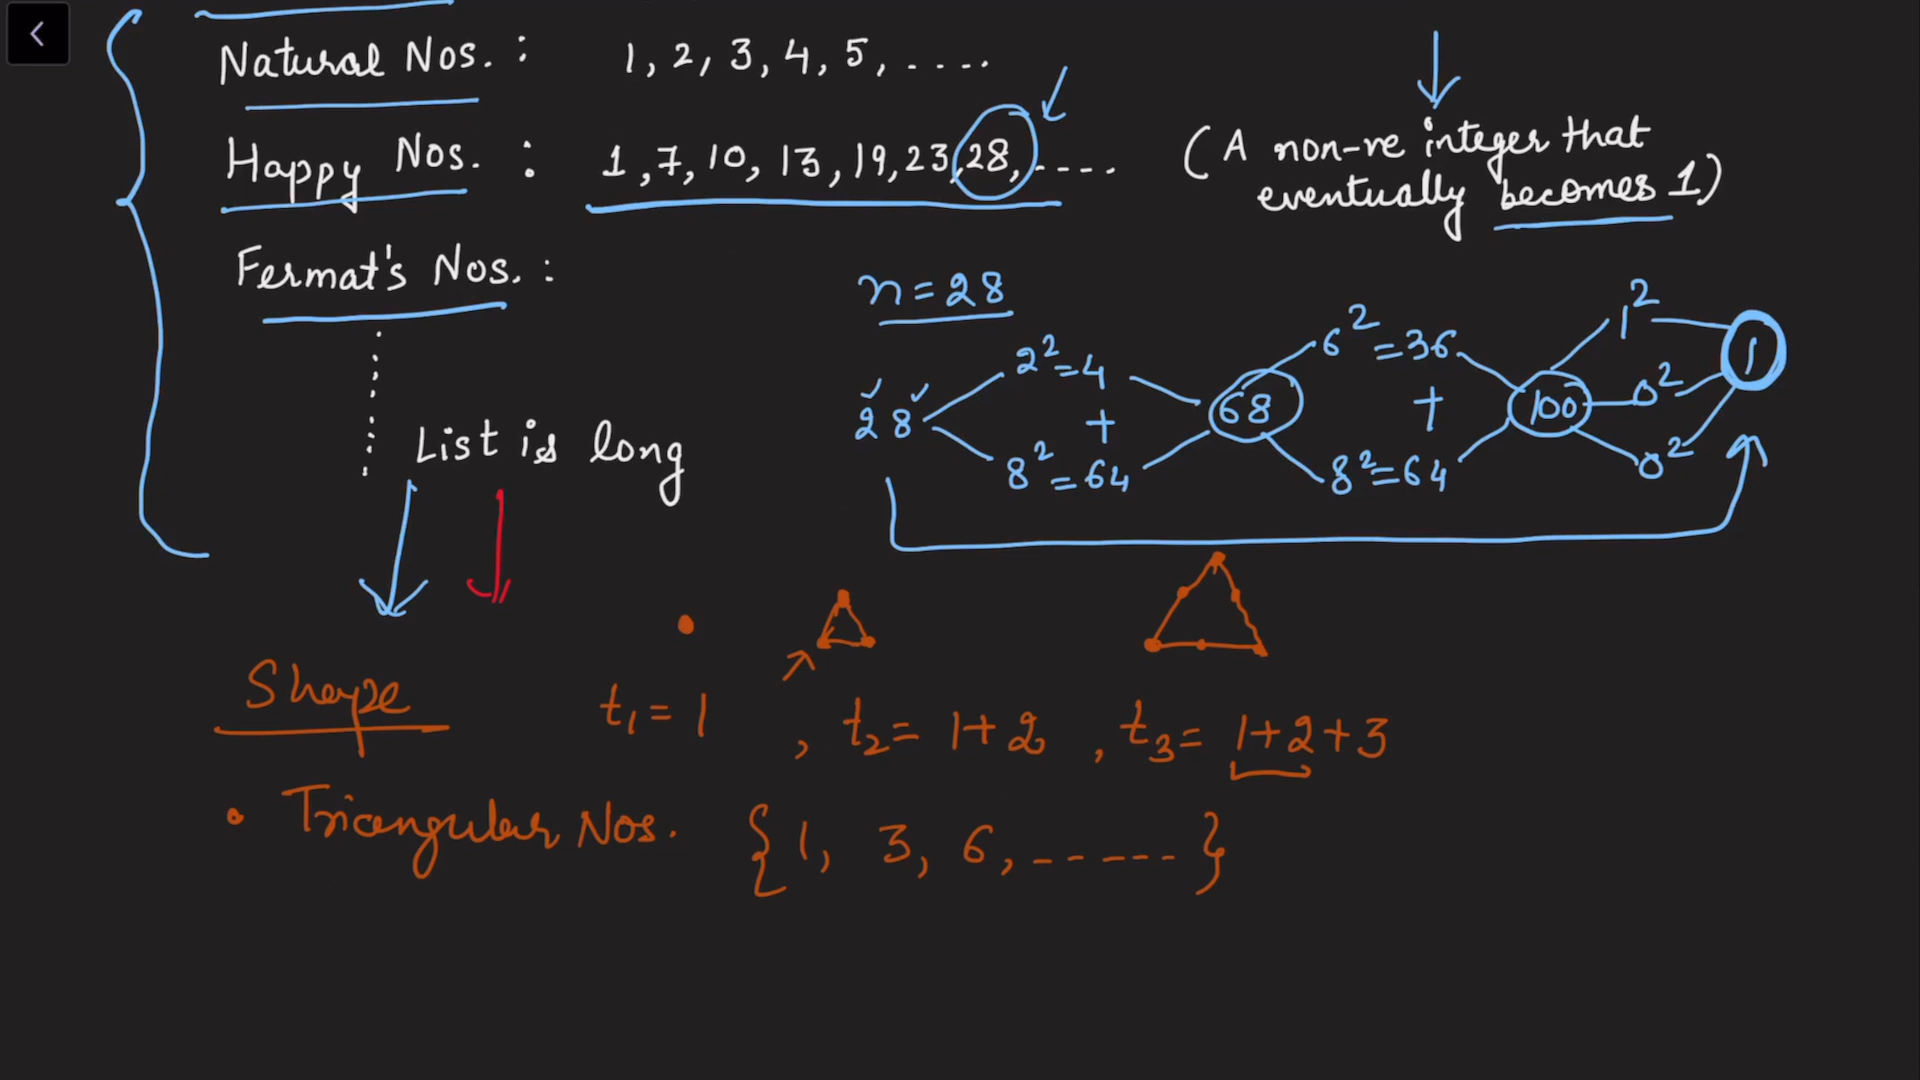 Natural Nos. : 1, 2, 3, 4, 5, ....
Happy Nos. : 1, 7, 10, 13, 19, 23, 28, ....
(A non-ve integer that
eventually becomes 1)
Fermat's Nos. :
List is long
n = 28
2² = 4
6² = 36
1²
28
+
68
+
100
0²
1
8² = 64
8² = 64
0²
Shape
t₁ = 1 , t₂ = 1+2 , t₃ = 1+2+3
• Triangular Nos. {1, 3, 6, ------}